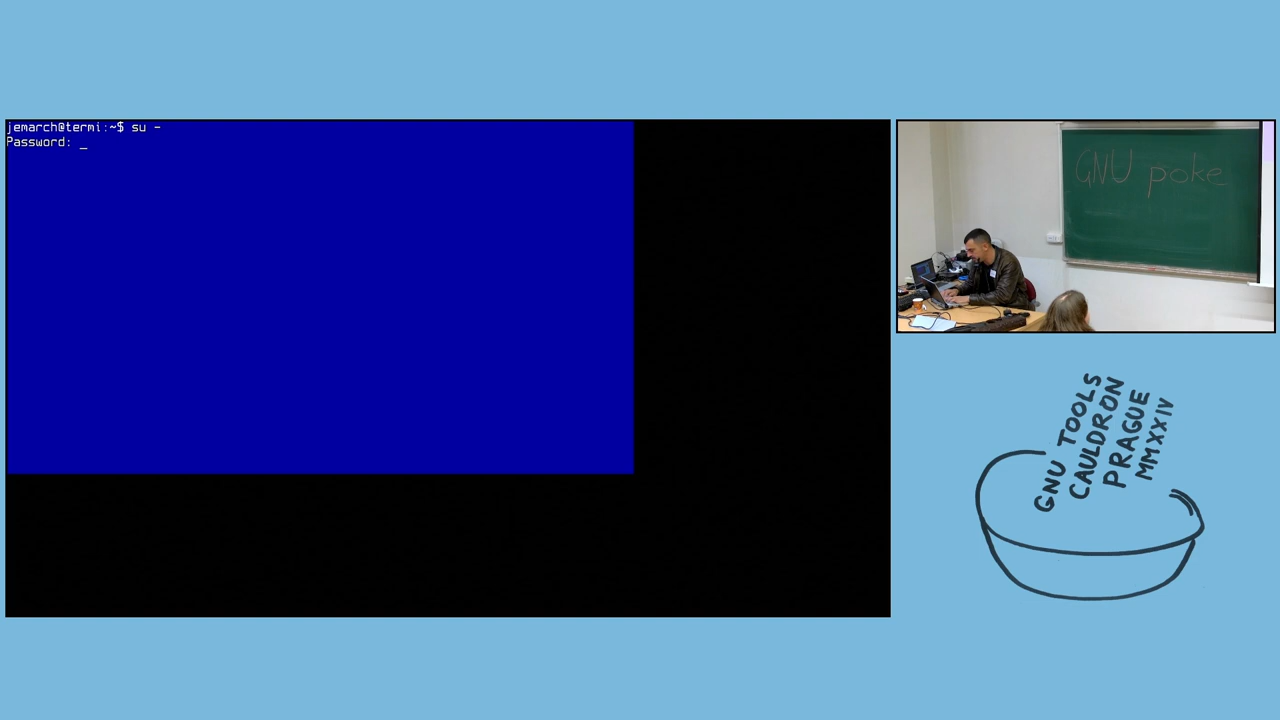 jemarch@termi:~$ su -
Password: _
GNU poke
GNU TOOLS
CAULDRON
PRAGUE
MMXXIV